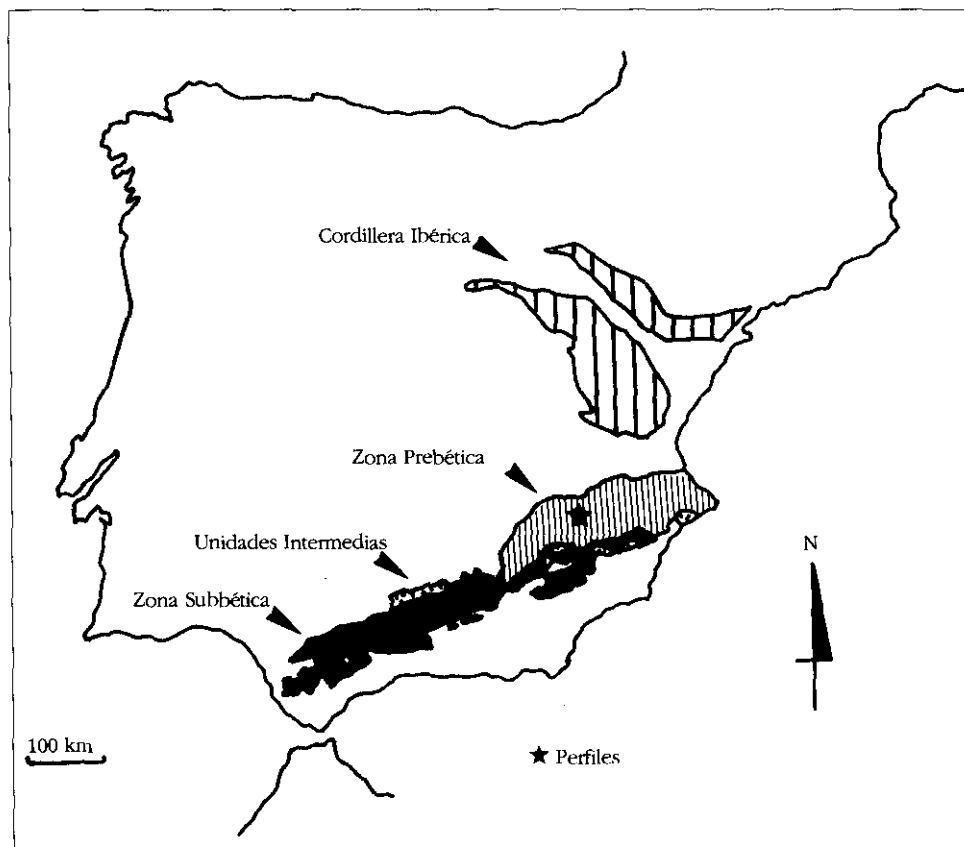 Cordillera Ibérica
Zona Prebética
Unidades Intermedias
Zona Subbética
N
100 km
Perfiles